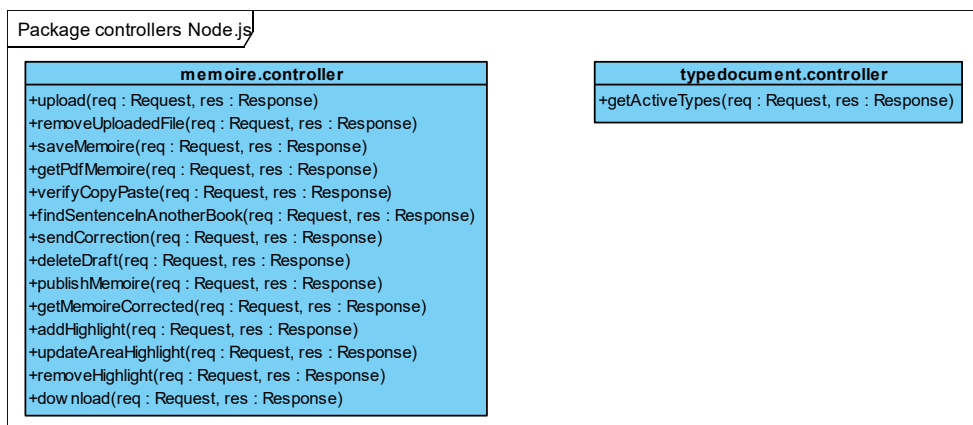 Package controllers Node.js
memoire.controller
+upload(req : Request, res : Response)
+removeUploadedFile(req : Request, res : Response)
+saveMemoire(req : Request, res : Response)
+getPdfMemoire(req : Request, res : Response)
+verifyCopyPaste(req : Request, res : Response)
+findSentenceInAnotherBook(req : Request, res : Response)
+sendCorrection(req : Request, res : Response)
+deleteDraft(req : Request, res : Response)
+publishMemoire(req : Request, res : Response)
+getMemoireCorrected(req : Request, res : Response)
+addHighlight(req : Request, res : Response)
+updateAreaHighlight(req : Request, res : Response)
+removeHighlight(req : Request, res : Response)
+download(req : Request, res : Response)
typedocument.controller
+getActiveTypes(req : Request, res : Response)